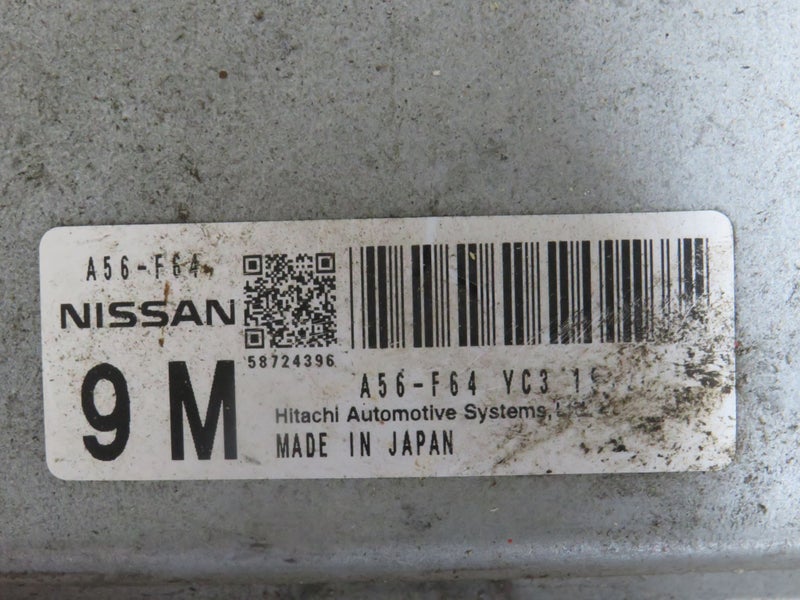 A56-F64
NISSAN
9 M
58724396
A56-F64 YC3
Hitachi Automotive Systems,
MADE IN JAPAN